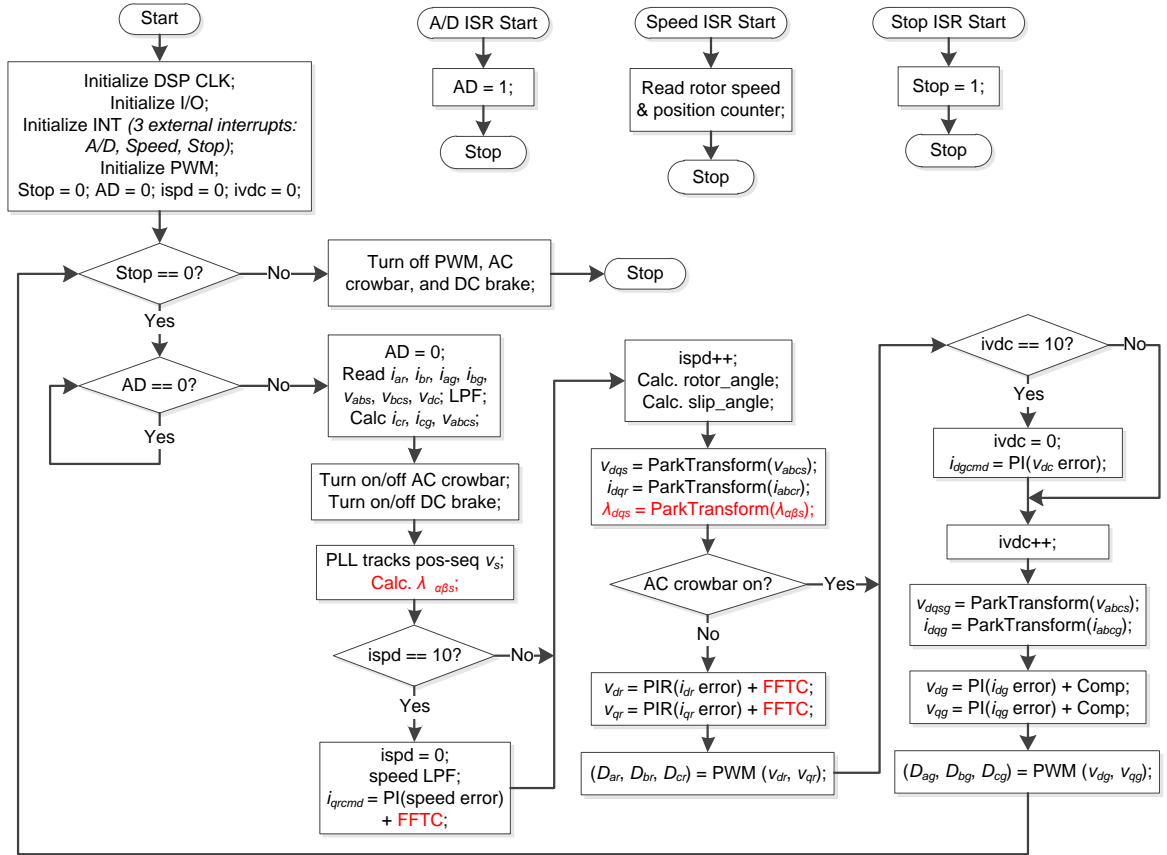 Start
Initialize DSP CLK;
Initialize I/O;
Initialize INT (3 external interrupts:
A/D, Speed, Stop);
Initialize PWM;
Stop = 0; AD = 0; ispd = 0; ivdc = 0;
A/D ISR Start
AD = 1;
Stop
Speed ISR Start
Read rotor speed
& position counter;
Stop
Stop ISR Start
Stop = 1;
Stop
Stop == 0?
No
Turn off PWM, AC
crowbar, and DC brake;
Stop
Yes
AD == 0?
No
Yes
AD = 0;
Read iar, ibr, iag, ibg,
vabs, vbcs, vdc; LPF;
Calc icr, icg, vabcs;
Turn on/off AC crowbar;
Turn on/off DC brake;
PLL tracks pos-seq vs,
Calc. λ αβs;
ispd == 10?
No
Yes
ispd = 0;
speed LPF;
iqrcmd = PI(speed error)
+ FFTC;
ispd++;
Calc. rotor_angle;
Calc. slip_angle;
vdqs = ParkTransform(vabcs);
idqr = ParkTransform(iabcr);
λdqs = ParkTransform(λαβs);
AC crowbar on?
Yes
No
vdr = PIR(idr error) + FFTC;
vqr = PIR(iqr error) + FFTC;
(Dar, Dbr, Dcr) = PWM (vdr, vqr);
ivdc == 10?
No
Yes
ivdc = 0;
idgcmd = PI(vdc error);
ivdc++;
vdqsg = ParkTransform(vabcs);
idqg = ParkTransform(iabcg);
vdg = PI(idg error) + Comp;
vqg = PI(iqg error) + Comp;
(Dag, Dbg, Dcg) = PWM (vdg, vqg);